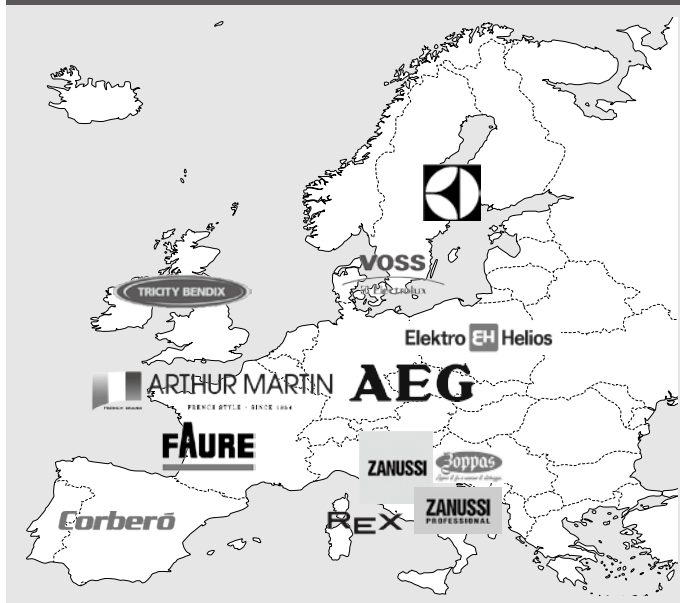 VOSS
Electrolux
TRICITY BENDIX
Elektro EH Helios
ARTHUR MARTIN
FRENCH STYLE - SINCE 1854
AEG
FAURE
ZANUSSI
Zoppas
Corberó
REX
ZANUSSI
PROFESSIONAL